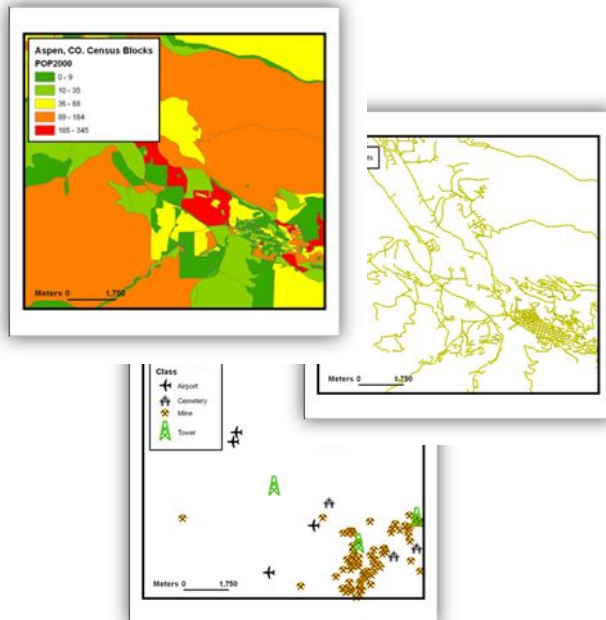 Aspen, CO. Census Blocks
POP2000
0 - 9
10 - 35
36 - 88
89 - 184
185 - 345
Meters 0 1,750
ts
Meters 0 1,750
Class
Airport
Cemetery
Mine
Tower
Meters 0 1,750